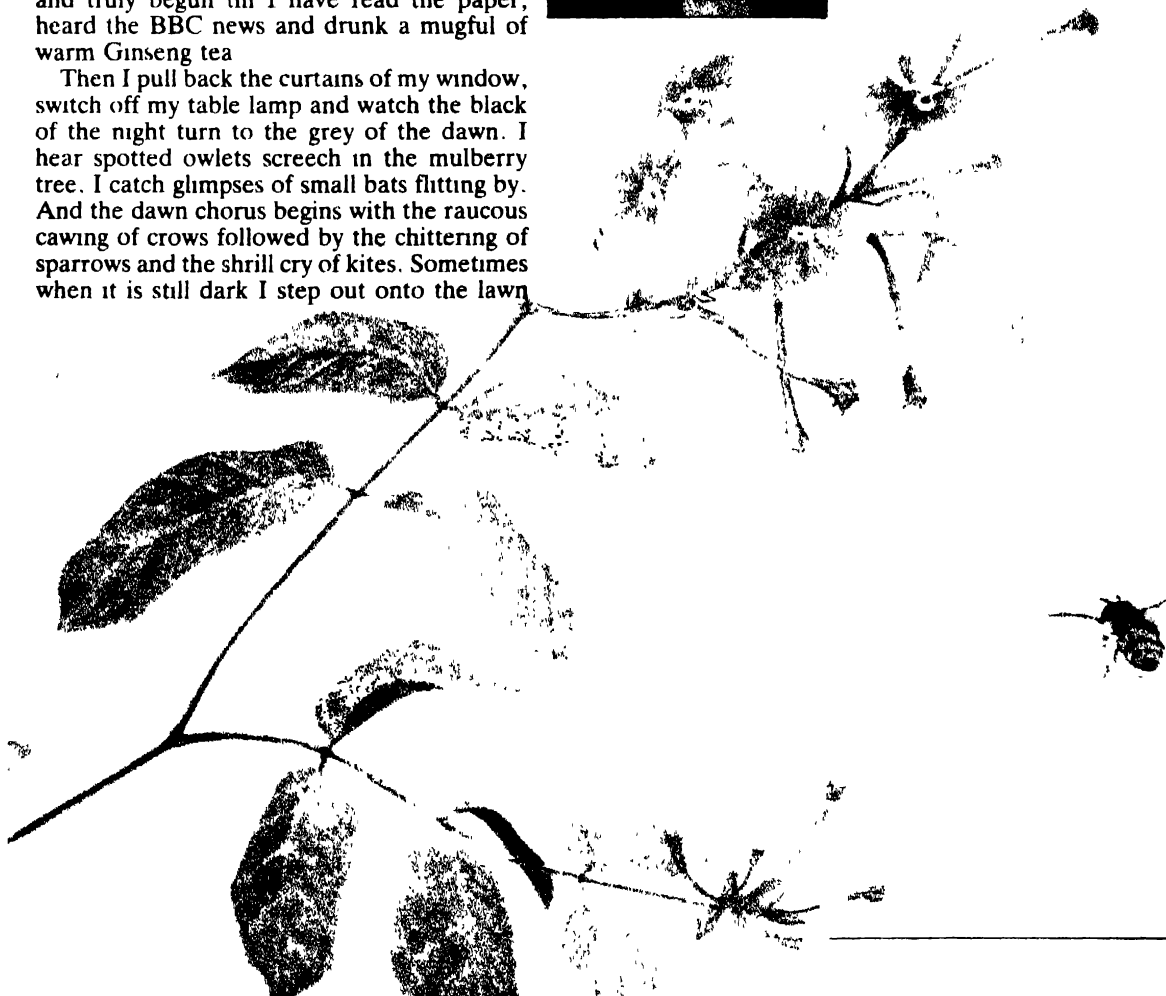 and truly begun till I have read the paper,
heard the BBC news and drunk a mugful of
warm Ginseng tea
Then I pull back the curtains of my window,
switch off my table lamp and watch the black
of the night turn to the grey of the dawn. I
hear spotted owlets screech in the mulberry
tree. I catch glimpses of small bats flitting by.
And the dawn chorus begins with the raucous
cawing of crows followed by the chittering of
sparrows and the shrill cry of kites. Sometimes
when it is still dark I step out onto the lawn